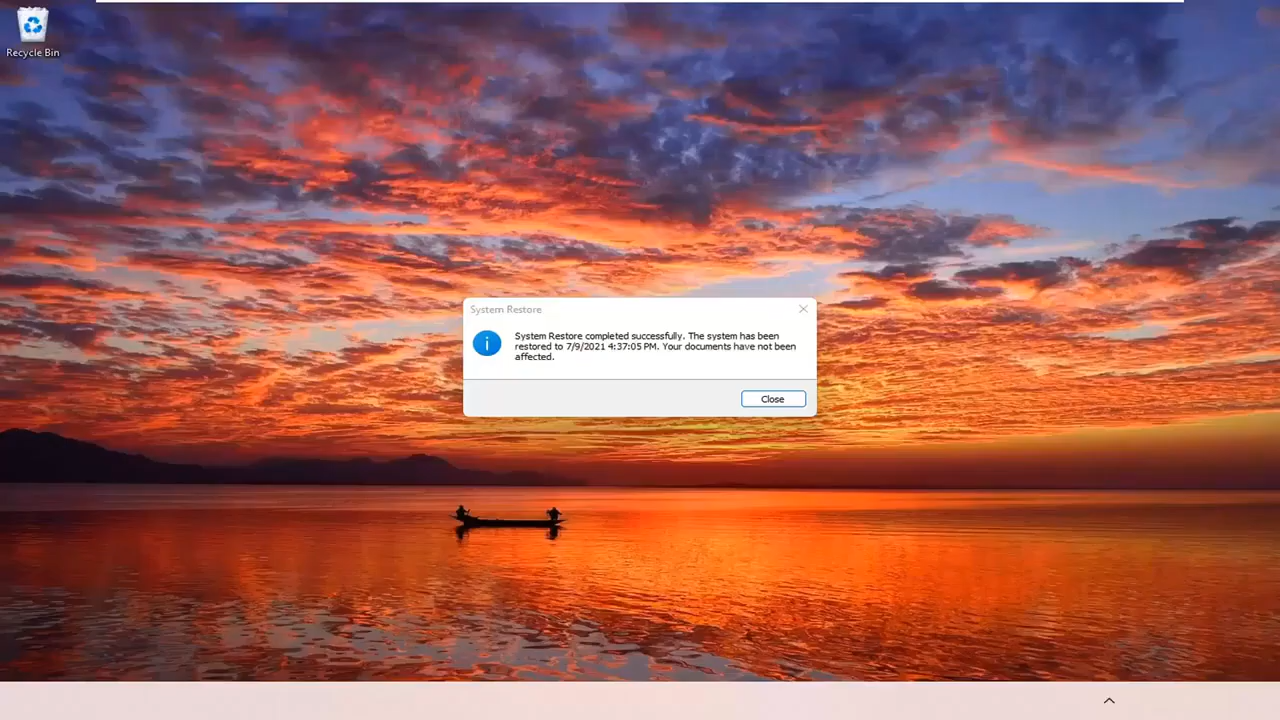 Recycle Bin
System Restore
System Restore completed successfully. The system has been
restored to 7/9/2021 4:37:05 PM. Your documents have not been
affected.
Close